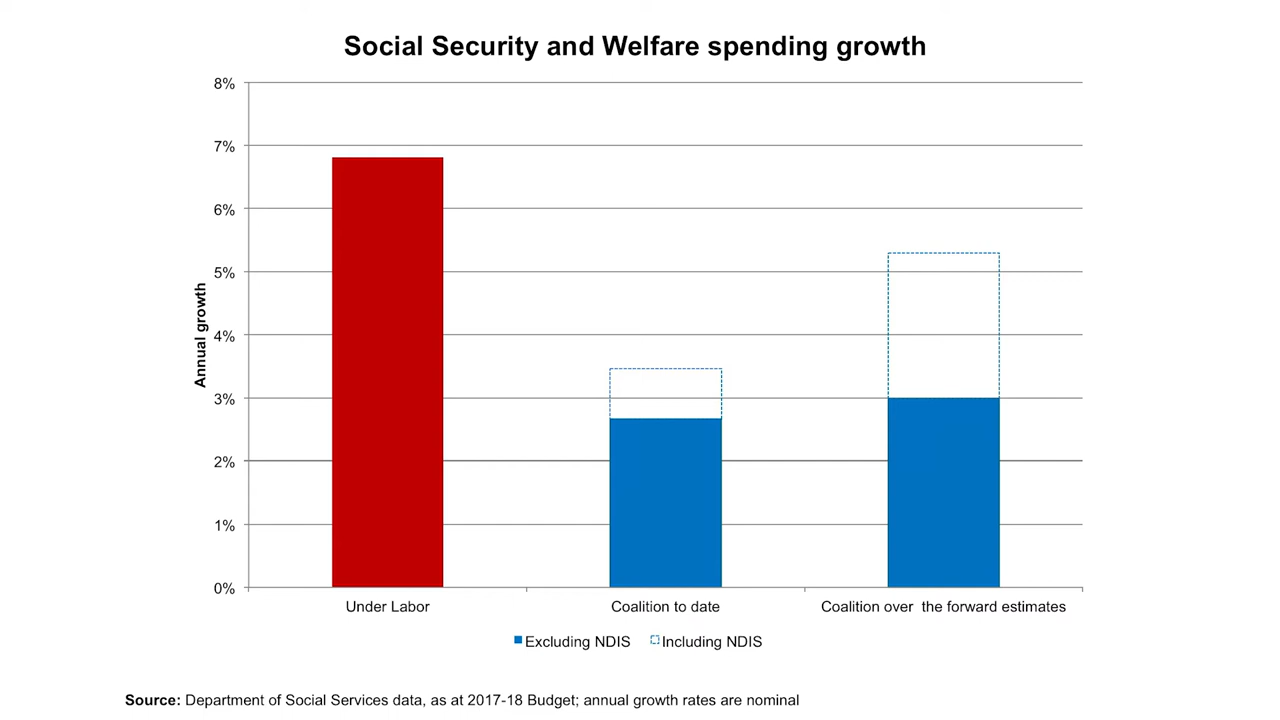 Social Security and Welfare spending growth
8%
7%
6%
5%
4%
3%
2%
1%
0%
Annual growth
Under Labor
Coalition to date
Coalition over the forward estimates
Excluding NDIS
Including NDIS
Source: Department of Social Services data, as at 2017-18 Budget; annual growth rates are nominal